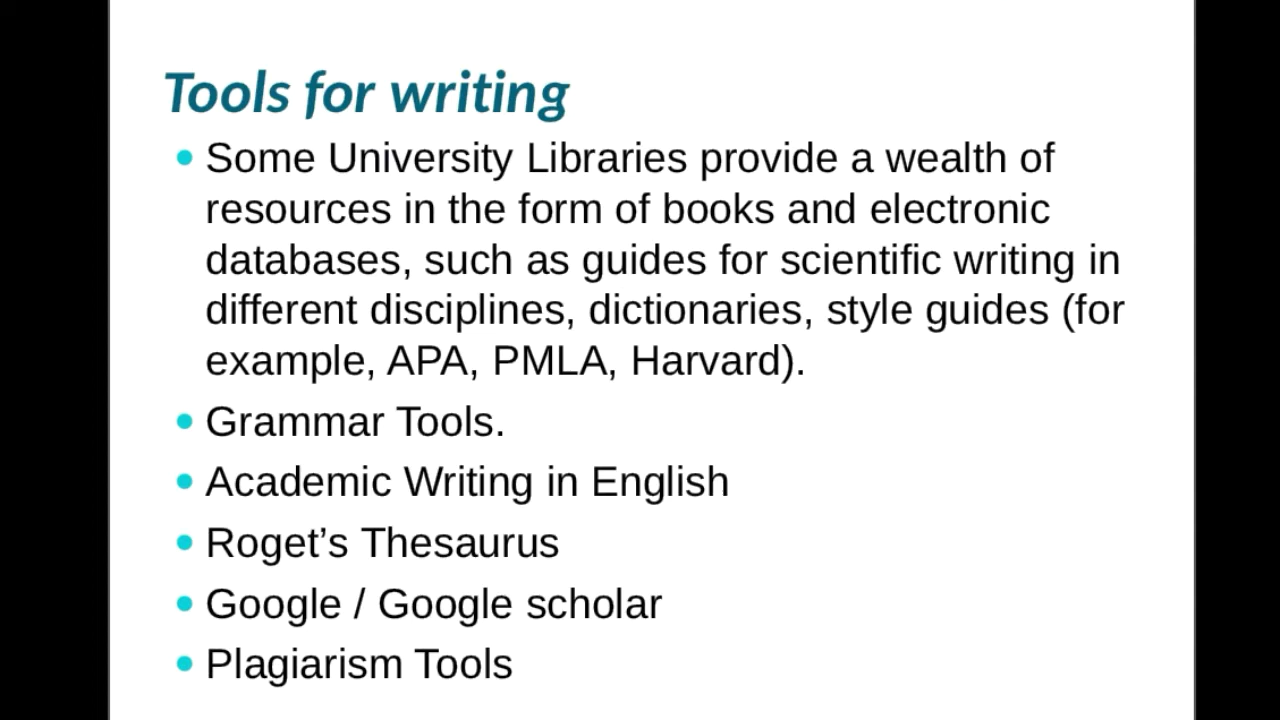 Tools for writing
Some University Libraries provide a wealth of
resources in the form of books and electronic
databases, such as guides for scientific writing in
different disciplines, dictionaries, style guides (for
example, APA, PMLA, Harvard).
Grammar Tools.
Academic Writing in English
Roget’s Thesaurus
Google / Google scholar
Plagiarism Tools